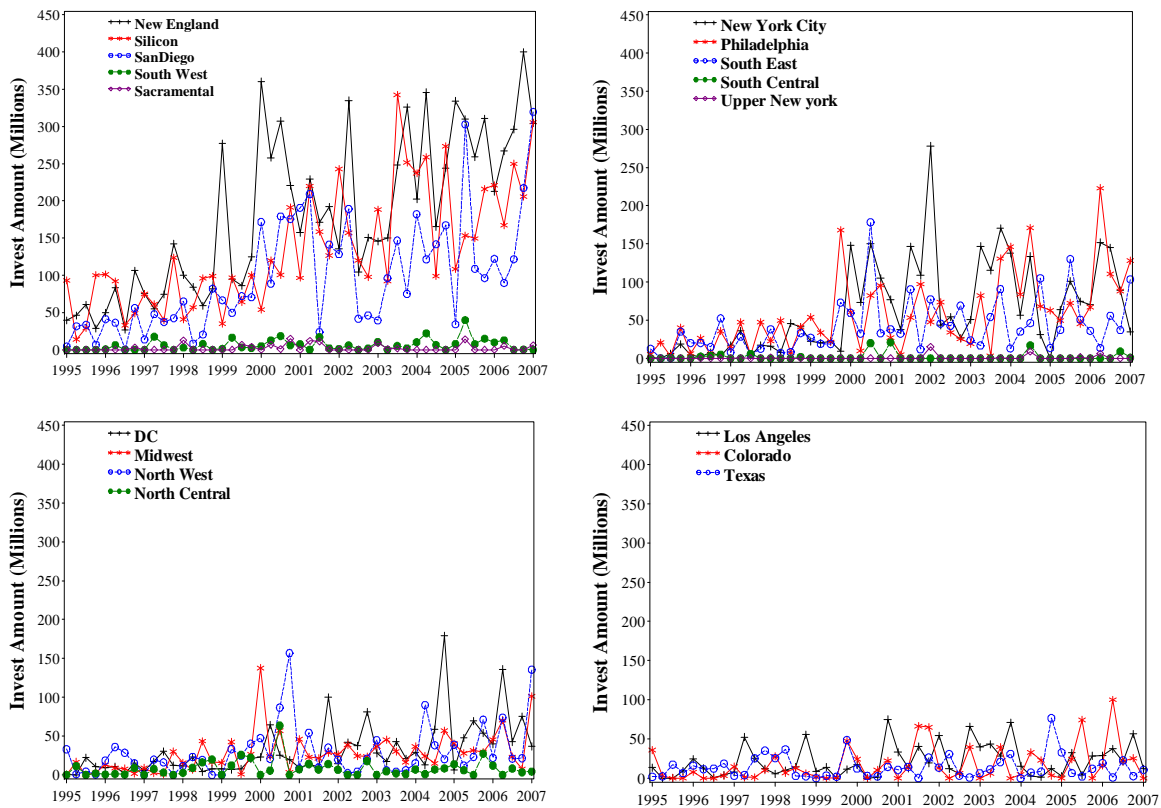 Invest Amount (Millions)
450
400
350
300
250
200
150
100
50
0
New England
Silicon
SanDiego
South West
Sacramental
1995 1996 1997 1998 1999 2000 2001 2002 2003 2004 2005 2006 2007
Invest Amount (Millions)
450
400
350
300
250
200
150
100
50
0
New York City
Philadelphia
South East
South Central
Upper New york
1995 1996 1997 1998 1999 2000 2001 2002 2003 2004 2005 2006 2007
Invest Amount (Millions)
450
400
350
300
250
200
150
100
50
0
DC
Midwest
North West
North Central
1995 1996 1997 1998 1999 2000 2001 2002 2003 2004 2005 2006 2007
Invest Amount (Millions)
450
400
350
300
250
200
150
100
50
0
Los Angeles
Colorado
Texas
1995 1996 1997 1998 1999 2000 2001 2002 2003 2004 2005 2006 2007